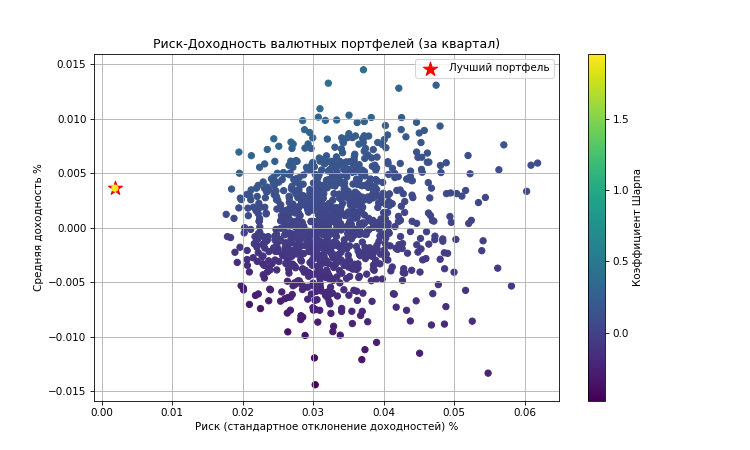 Риск-Доходность валютных портфелей (за квартал)
Лучший портфель
0.015
0.010
0.005
0.000
−0.005
−0.010
−0.015
Средняя доходность %
0.00 0.01 0.02 0.03 0.04 0.05 0.06
Риск (стандартное отклонение доходностей) %
1.5
1.0
0.5
0.0
Коэффициент Шарпа